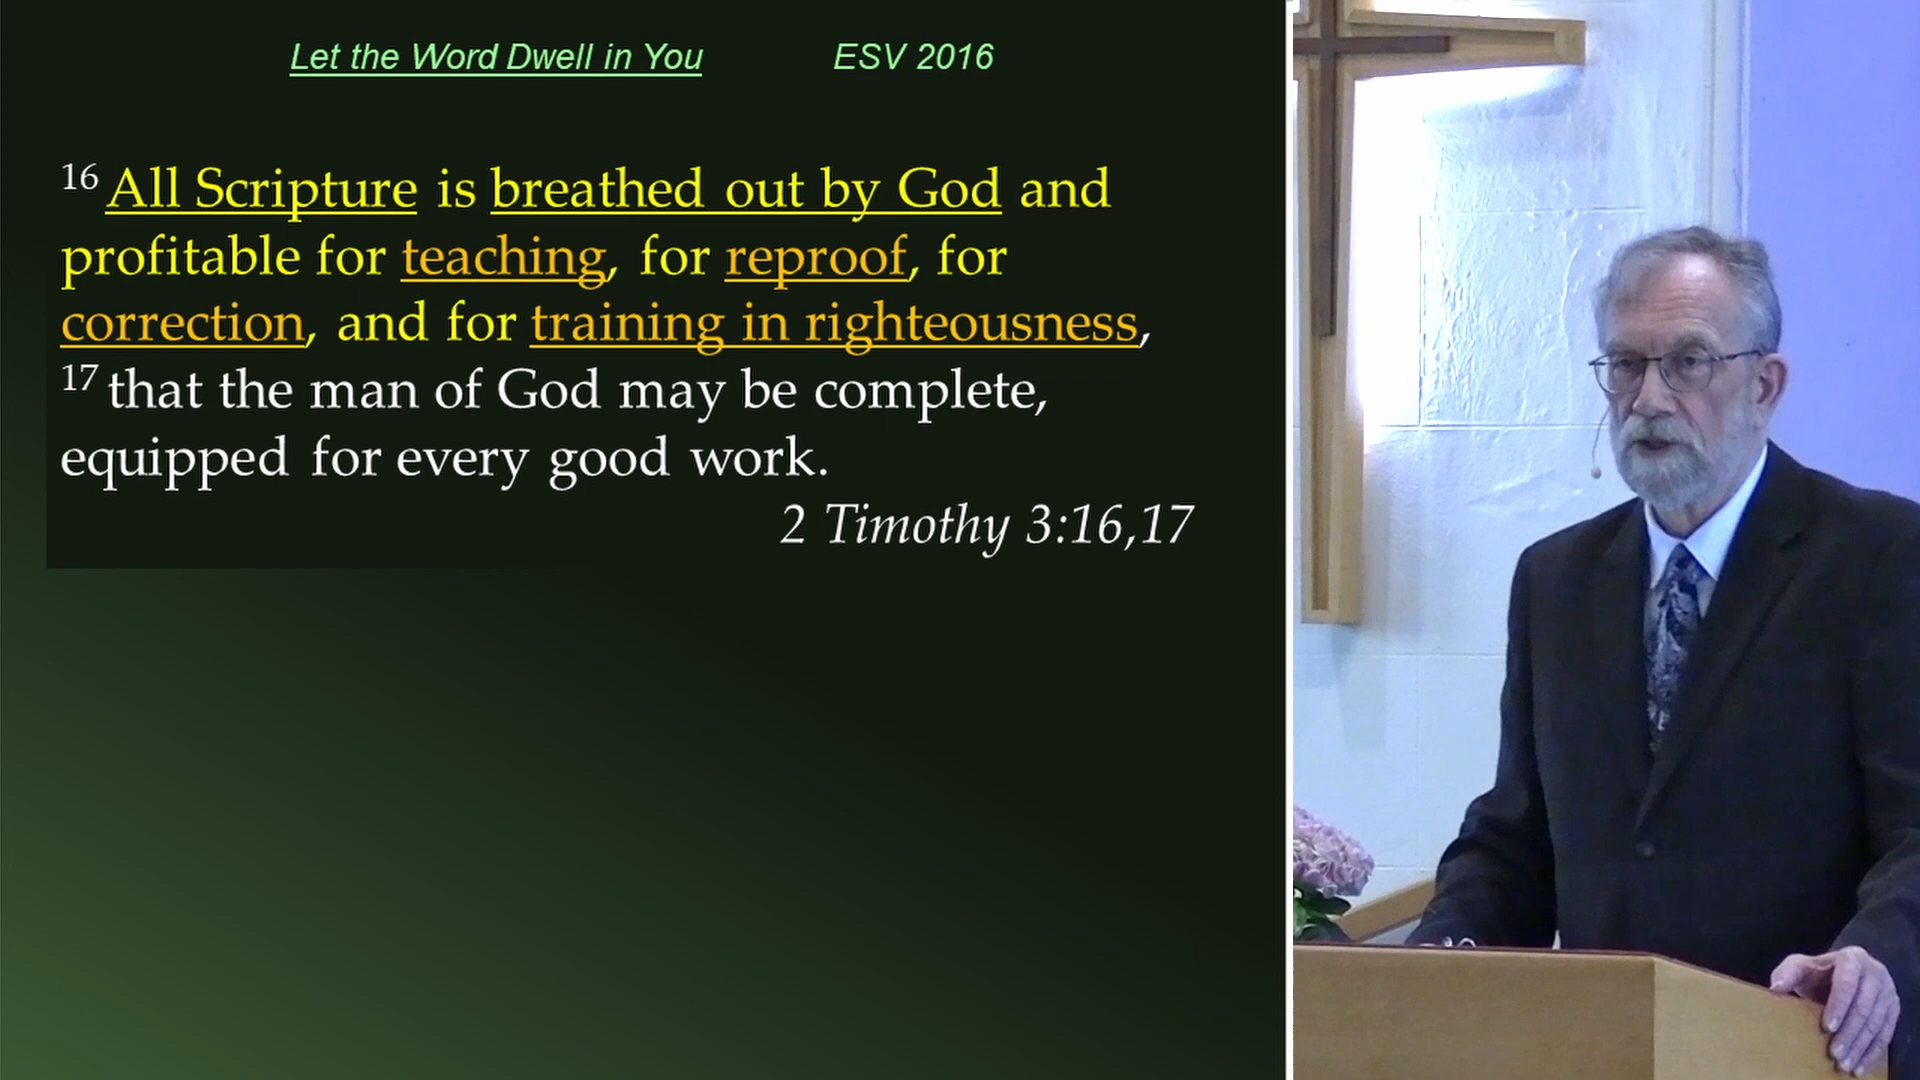 Let the Word Dwell in You ESV 2016
16 All Scripture is breathed out by God and
profitable for teaching, for reproof, for
correction, and for training in righteousness,
17 that the man of God may be complete,
equipped for every good work.
2 Timothy 3:16,17